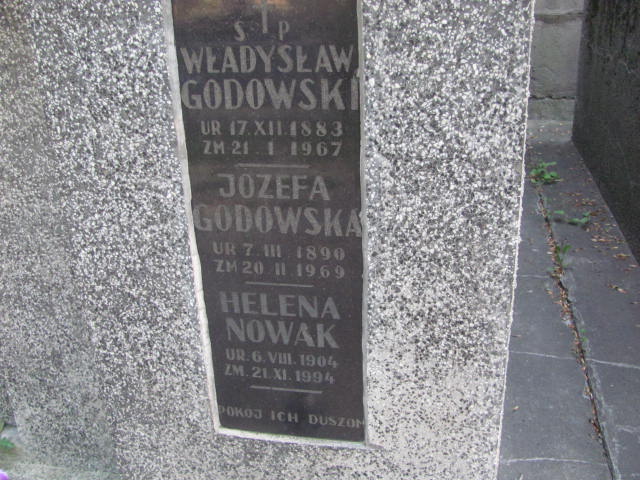 Ś P
WŁADYSŁAW
GODOWSKI
UR 17.XII.1883
ZM 21.I.1967
JÓZEFA
GODOWSKA
UR 7.III.1890
ZM 20.II.1969
HELENA
NOWAK
UR. 6.VIII.1904
ZM. 21.XI.1994
POKÓJ ICH DUSZOM